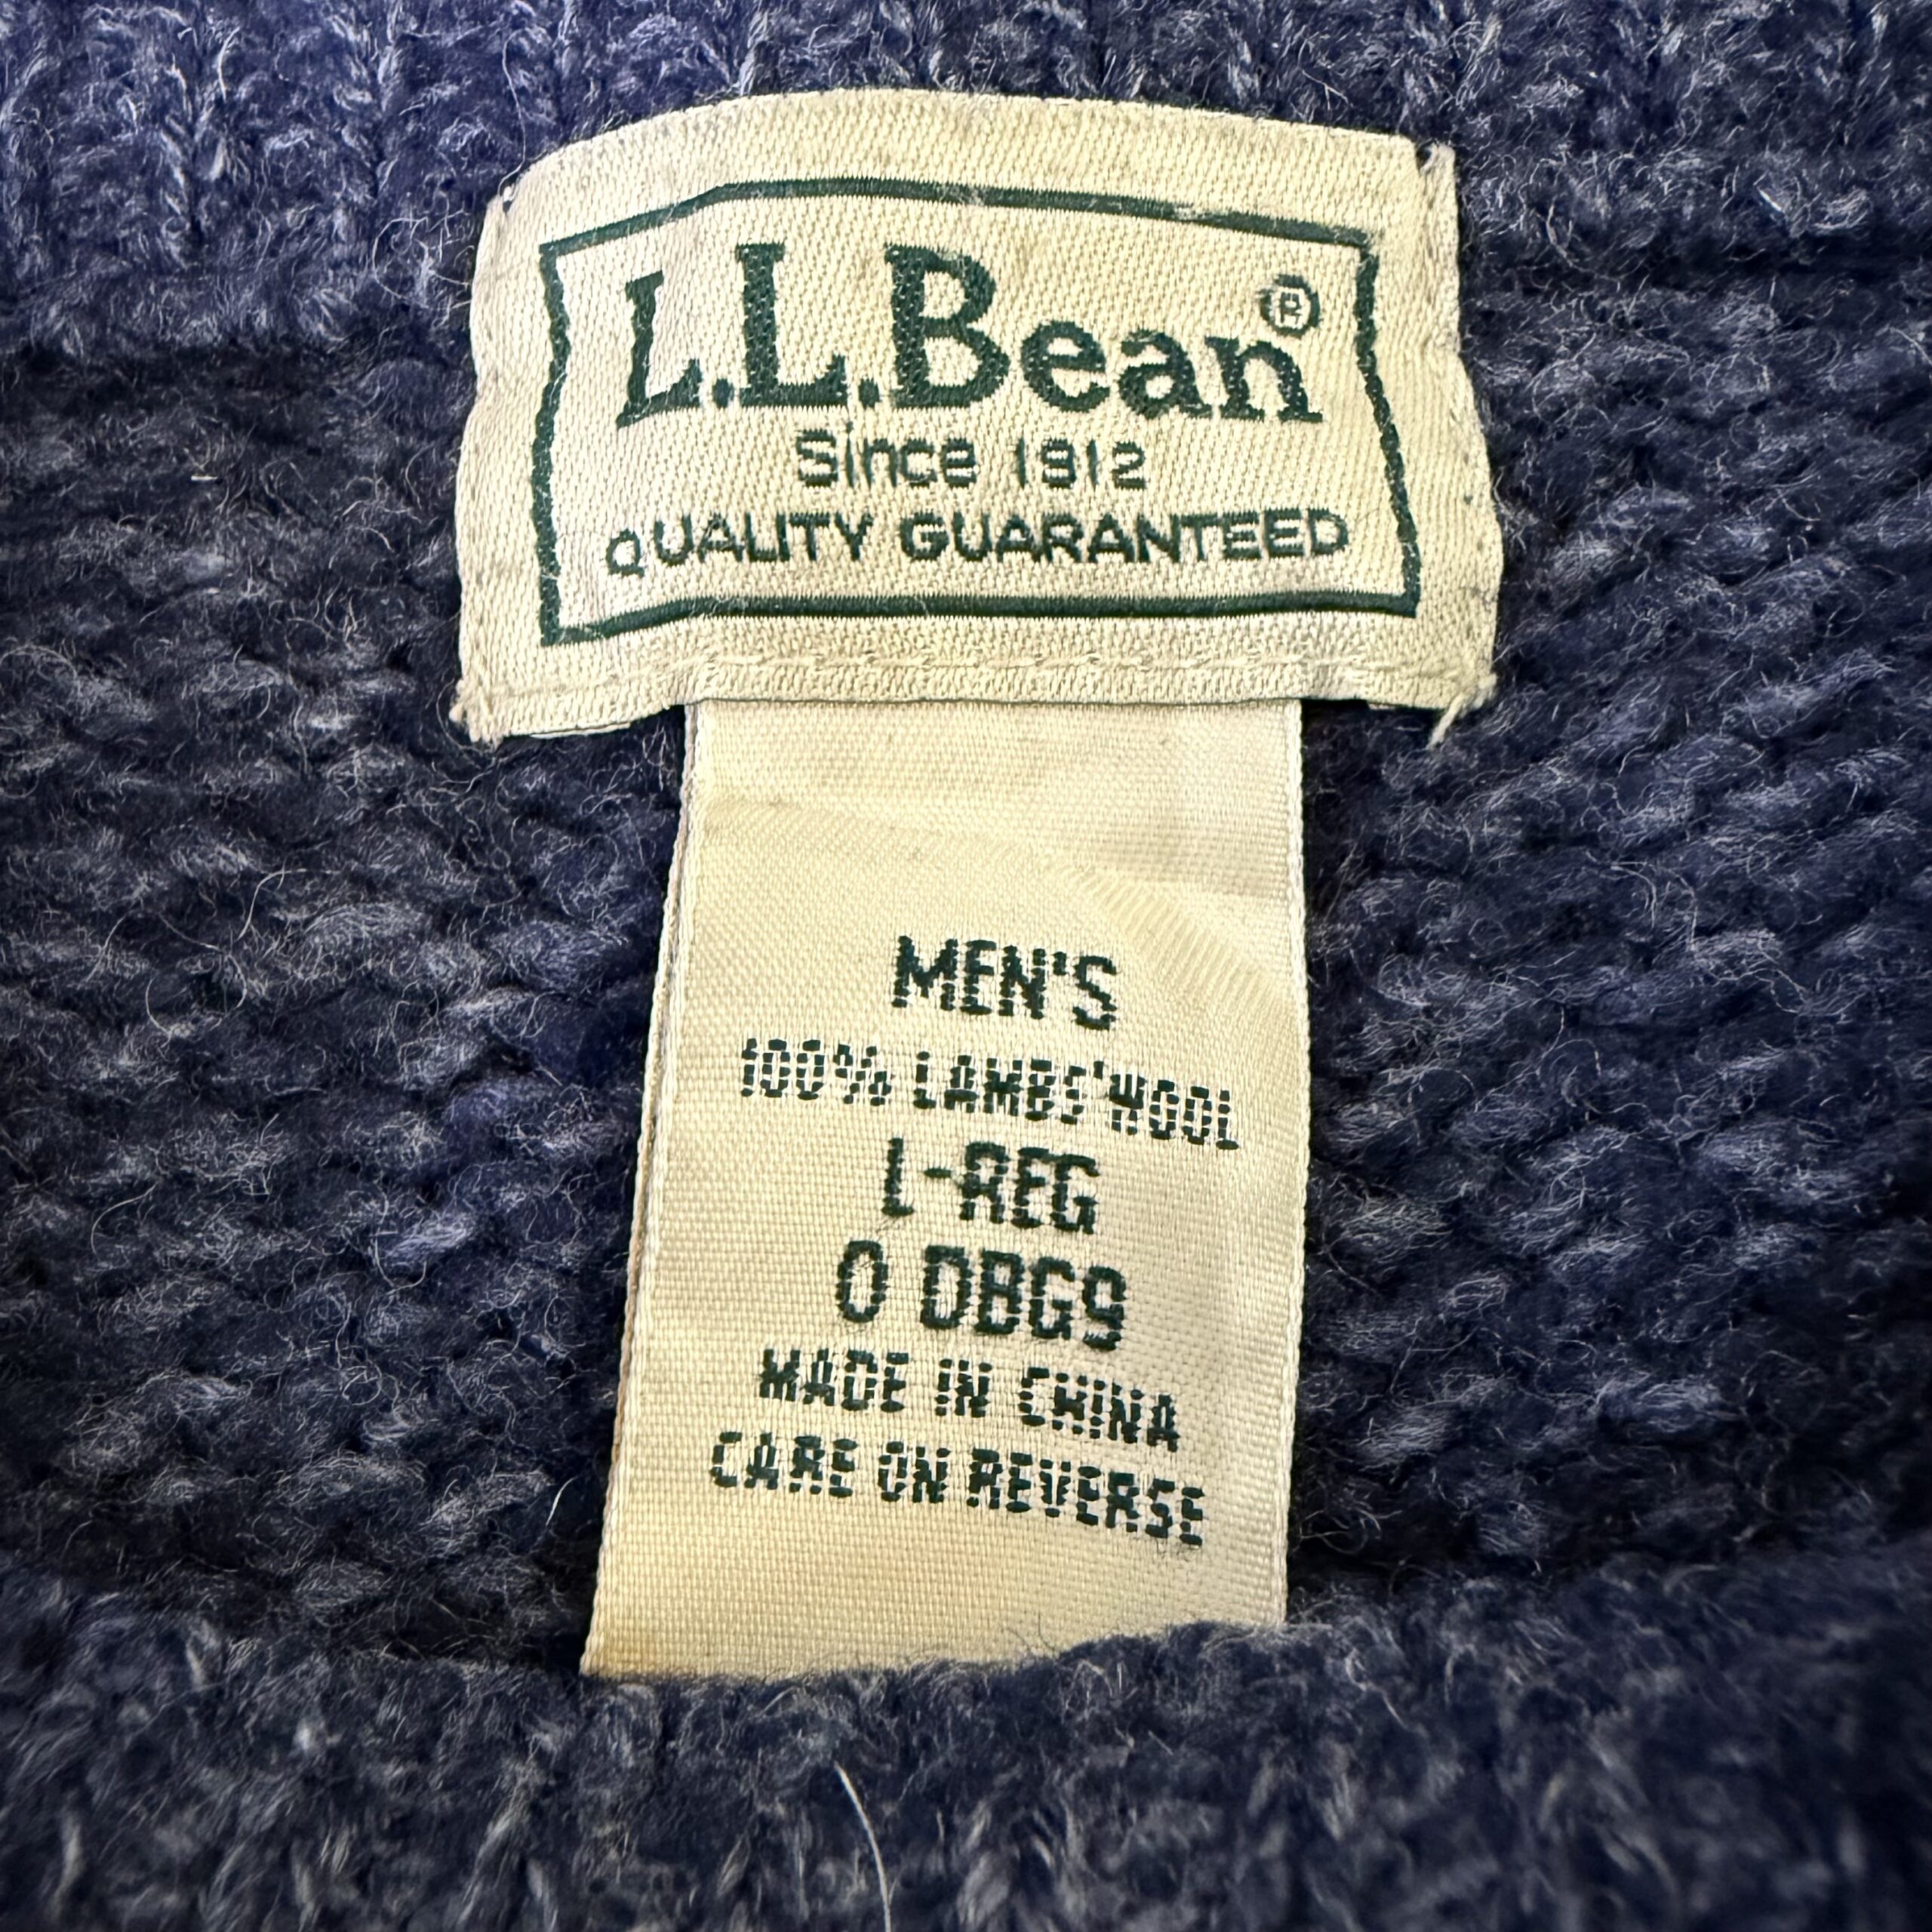 L.L.Bean®
Since 1912
QUALITY GUARANTEED
MEN'S
100% LAMBS'WOOL
L-REG
0 DBG9
MADE IN CHINA
CARE ON REVERSE